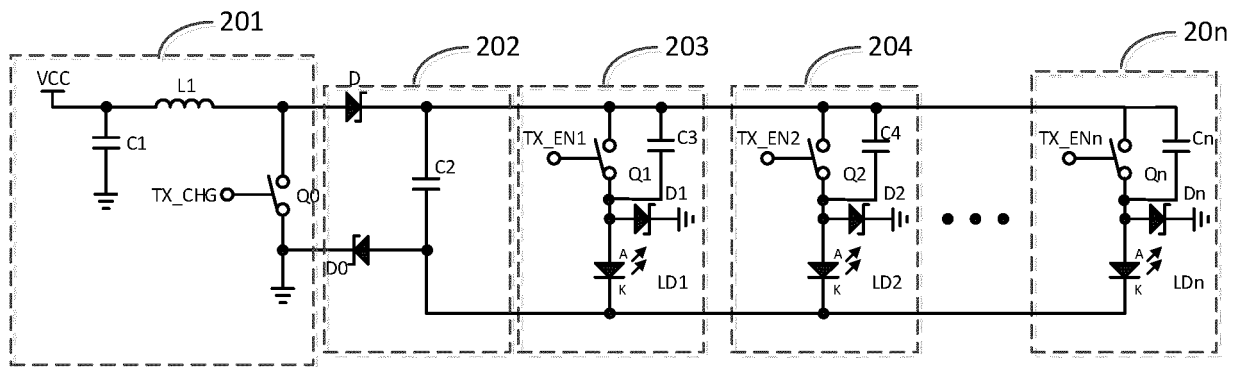 201
202
203
204
20n
VCC
L1
D
C1
C2
TX_CHG
Q0
D0
TX_EN1
C3
Q1
D1
A
K
LD1
TX_EN2
C4
Q2
D2
A
K
LD2
TX_ENn
Cn
Qn
Dn
A
K
LDn